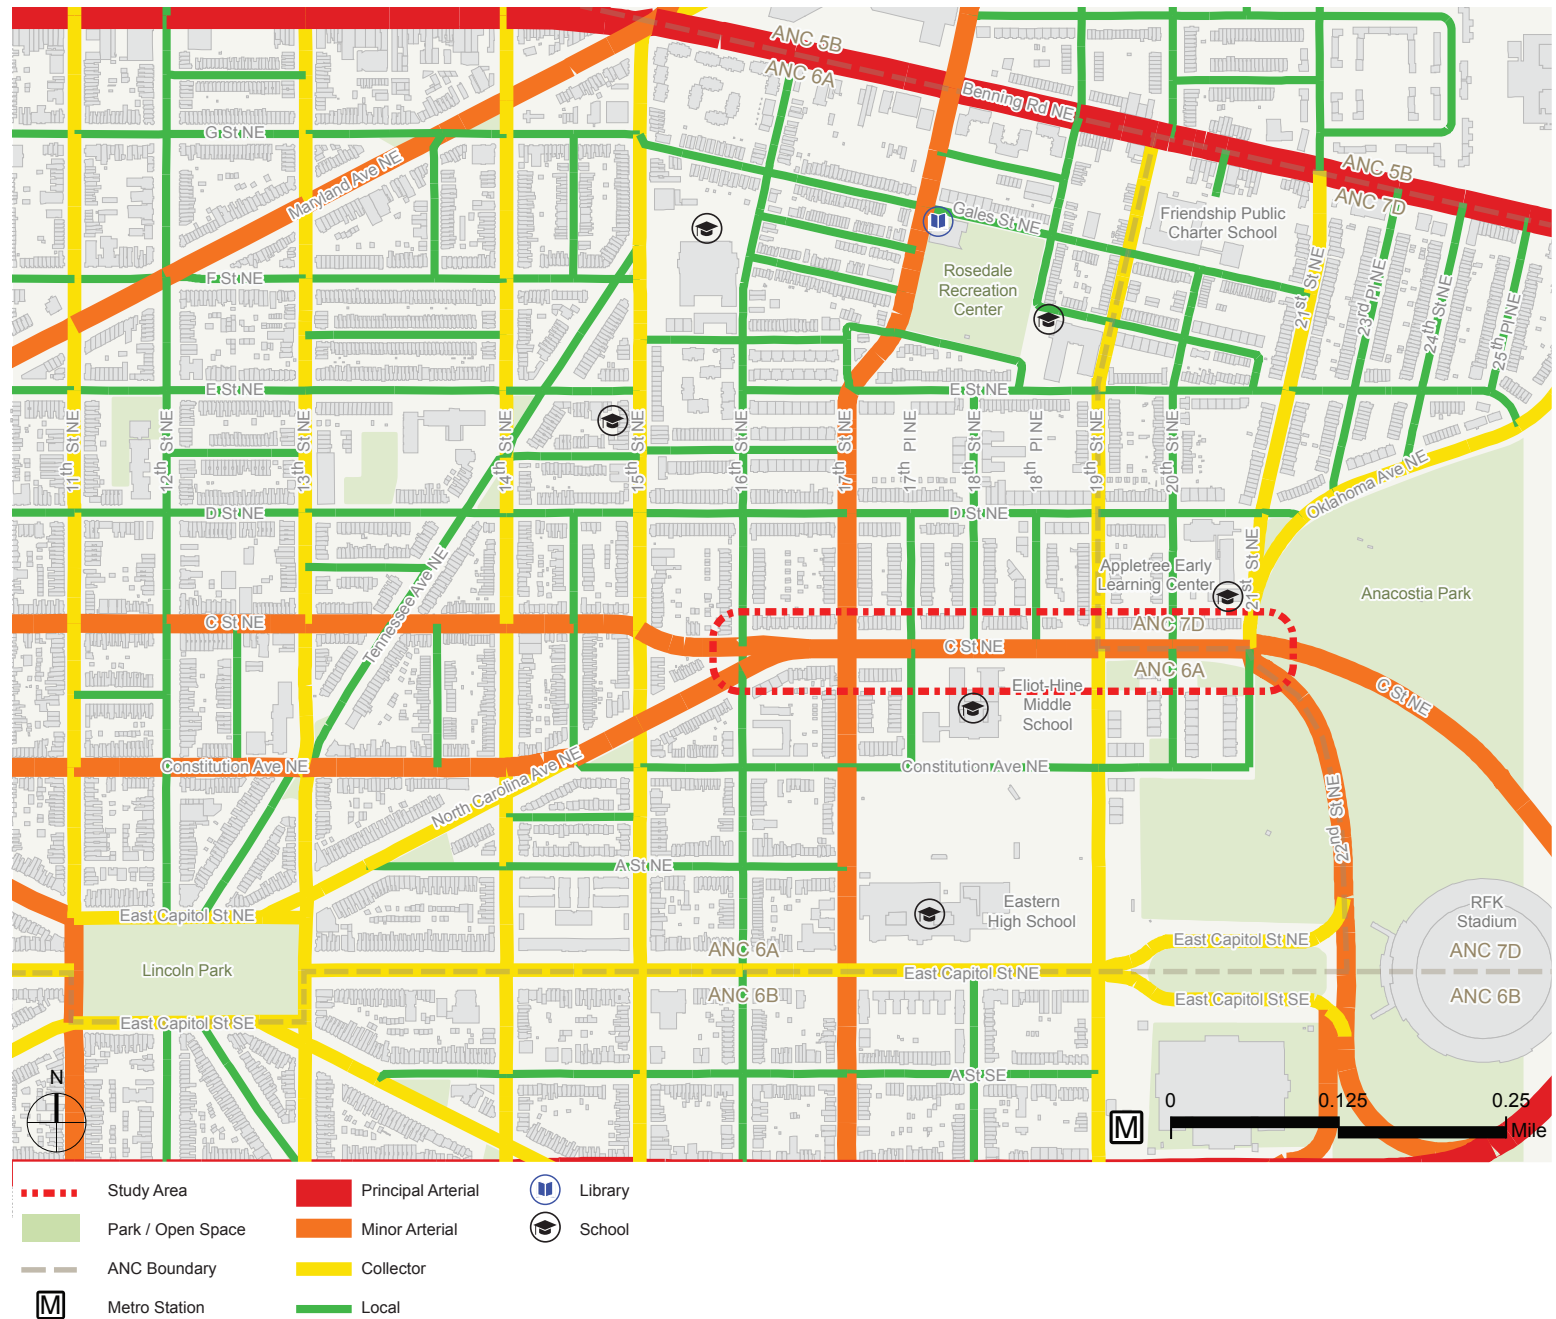 ANC 5B
ANC 6A
Benning Rd NE
G St NE
Maryland Ave NE
ANC 5B
ANC 7D
Friendship Public
Charter School
Gales St NE
Rosedale
Recreation
Center
F St NE
21st St NE
23rd Pl NE
24th St NE
25th Pl NE
E St NE
E St NE
11th St NE
12th St NE
13th St NE
14th St NE
15th St NE
16th St NE
17th St NE
17th Pl NE
18th St NE
18th Pl NE
19th St NE
20th St NE
Oklahoma Ave NE
D St NE
D St NE
Tennessee Ave NE
Appletree Early
Learning Center
21st St NE
Anacostia Park
C St NE
ANC 7D
C St NE
ANC 6A
Eliot-Hine
Middle
School
C St NE
Constitution Ave NE
Constitution Ave NE
North Carolina Ave NE
22nd St NE
A St NE
Eastern
High School
RFK
Stadium
East Capitol St NE
East Capitol St NE
ANC 6A
ANC 7D
Lincoln Park
East Capitol St NE
ANC 6B
ANC 6B
East Capitol St SE
East Capitol St SE
A St SE
N
M
0
0.125
0.25
Mile
Study Area
Principal Arterial
Library
Park / Open Space
Minor Arterial
School
ANC Boundary
Collector
M
Metro Station
Local